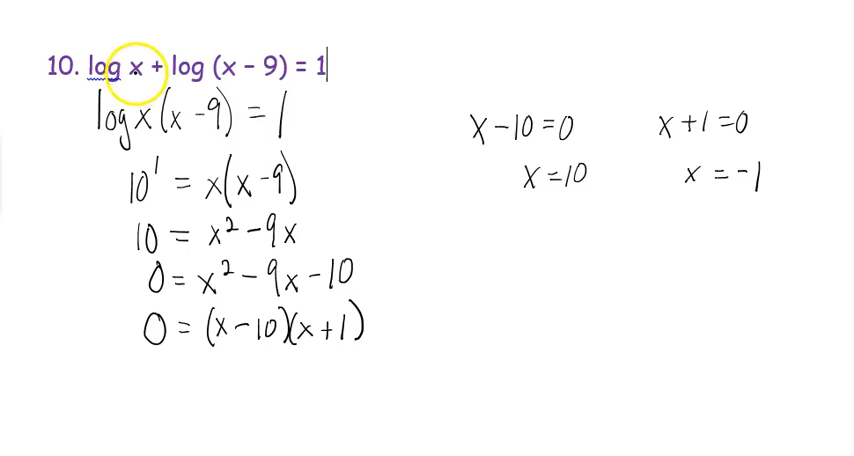 10. log x + log (x – 9) = 1
log x(x - 9) = 1
10¹ = x(x - 9)
10 = x² - 9x
0 = x² - 9x - 10
0 = (x - 10)(x + 1)
x - 10 = 0
x = 10
x + 1 = 0
x = -1